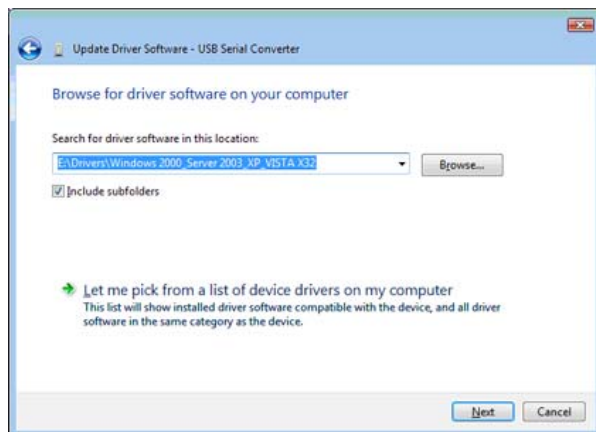 Update Driver Software - USB Serial Converter
Browse for driver software on your computer
Search for driver software in this location:
E:\Drivers\Windows 2000_Server 2003_XP_VISTA X32
Browse...
Include subfolders
Let me pick from a list of device drivers on my computer
This list will show installed driver software compatible with the device, and all driver
software in the same category as the device.
Next Cancel